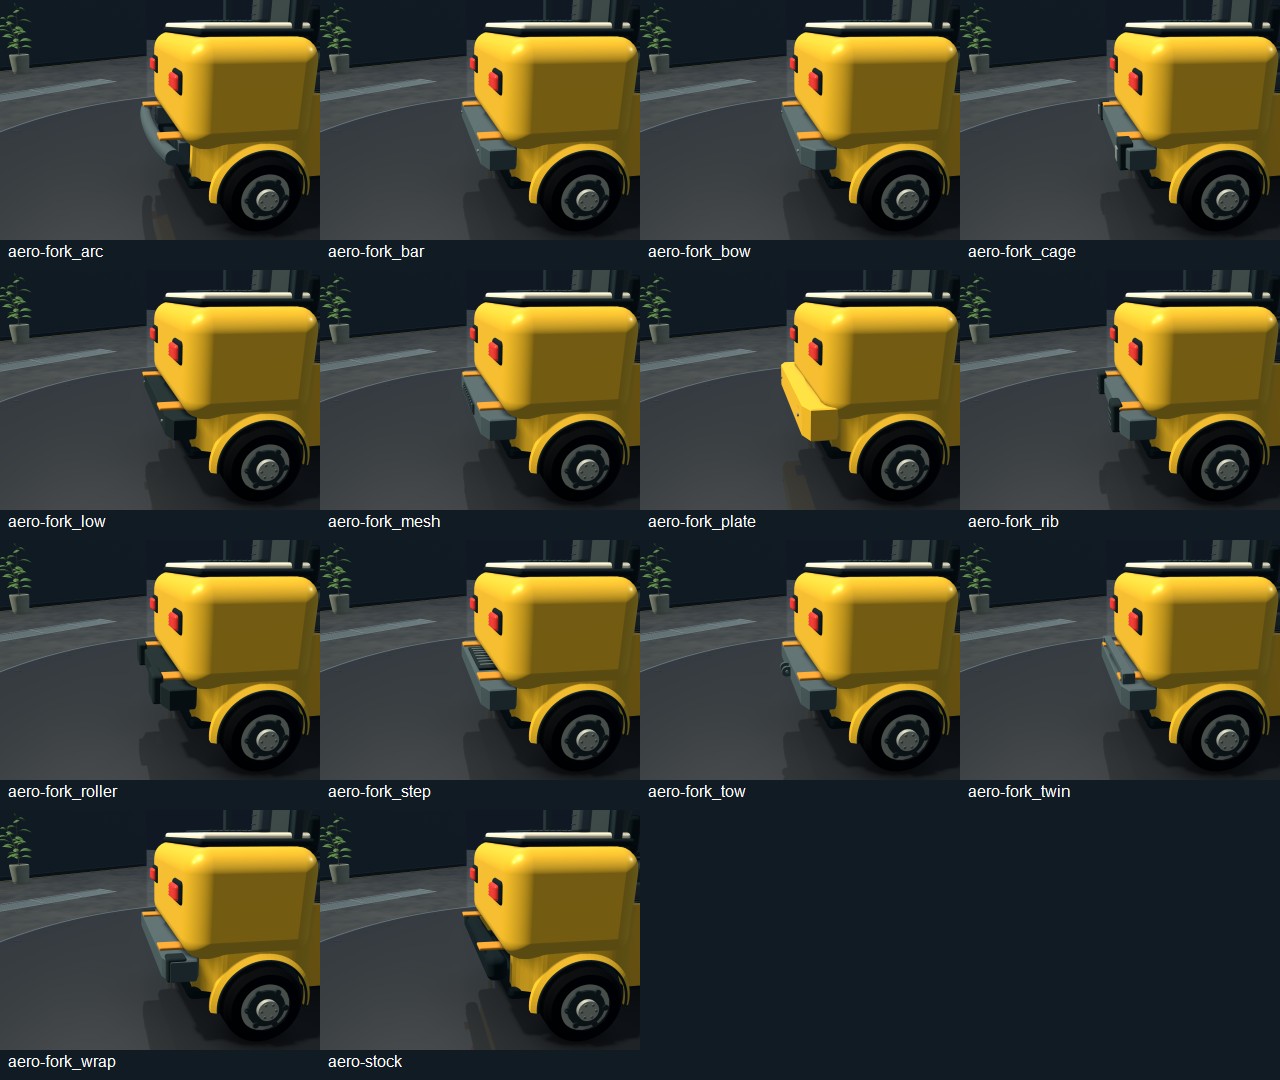 aero-fork_arc
aero-fork_bar
aero-fork_bow
aero-fork_cage
aero-fork_low
aero-fork_mesh
aero-fork_plate
aero-fork_rib
aero-fork_roller
aero-fork_step
aero-fork_tow
aero-fork_twin
aero-fork_wrap
aero-stock